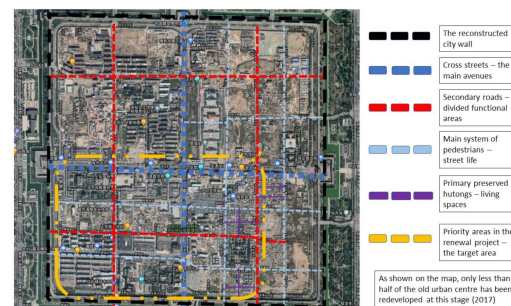 The reconstructed
city wall
Cross streets – the
main avenues
Secondary roads –
divided functional
areas
Main system of
pedestrians –
street life
Primary preserved
hutongs – living
spaces
Priority areas in the
renewal project –
the target area
As shown on the map, only less than
half of the old urban centre has been
redeveloped at this stage (2017)